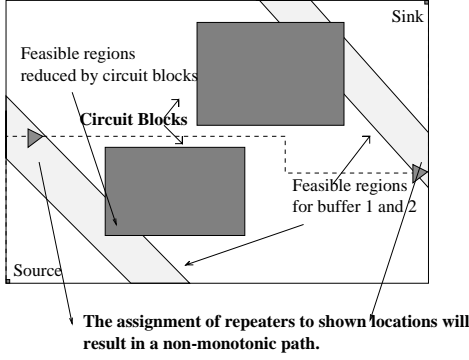 Sink
Feasible regions
reduced by circuit blocks
Circuit Blocks
Feasible regions
for buffer 1 and 2
Source
The assignment of repeaters to shown locations will
result in a non-monotonic path.